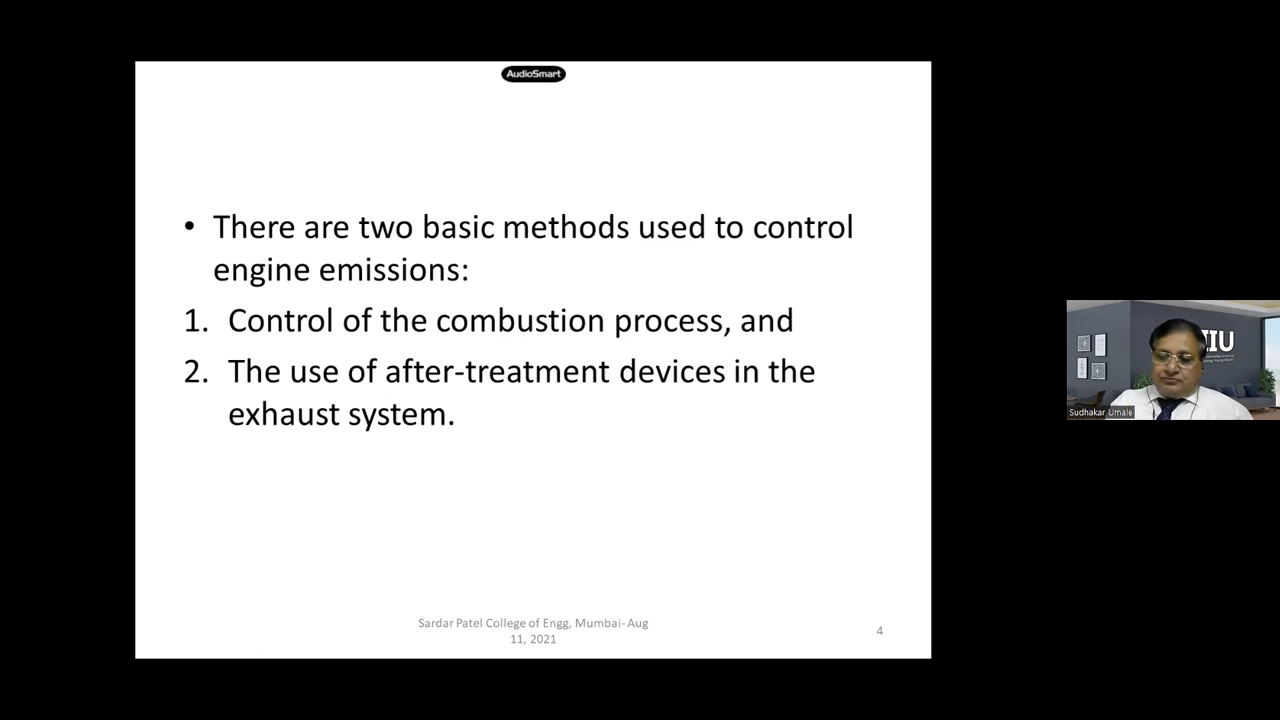 AudioSmart
• There are two basic methods used to control
engine emissions:
1. Control of the combustion process, and
2. The use of after-treatment devices in the
exhaust system.
Sardar Patel College of Engg, Mumbai- Aug
11, 2021
4
IIU
Sudhakar Umale